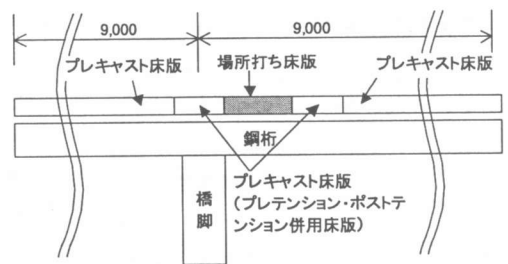 9,000
9,000
プレキャスト床版
場所打ち床版
プレキャスト床版
鋼桁
橋脚
プレキャスト床版
(プレテンション・ポストテ
ンション併用床版)